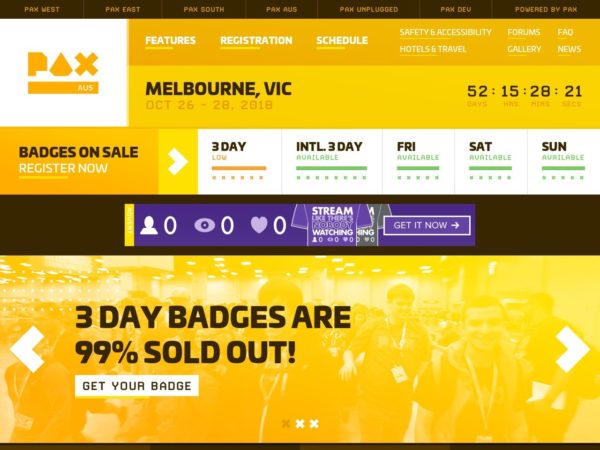 PAX WEST PAX EAST PAX SOUTH PAX AUS PAX UNPLUGGED PAX DEV POWERED BY PAX
PAX
AUS
FEATURES REGISTRATION SCHEDULE
SAFETY & ACCESSIBILITY FORUMS FAQ
HOTELS & TRAVEL GALLERY NEWS
MELBOURNE, VIC
OCT 26 - 28, 2018
52 : 15 : 28 : 21
DAYS HRS MINS SECS
BADGES ON SALE
REGISTER NOW
3 DAY INTL. 3 DAY FRI SAT SUN
LOW AVAILABLE AVAILABLE AVAILABLE AVAILABLE
0 0 0
STREAM
LIKE THERE'S
NOBODY
WATCHING
0 0 0
GET IT NOW →
3 DAY BADGES ARE
99% SOLD OUT!
GET YOUR BADGE